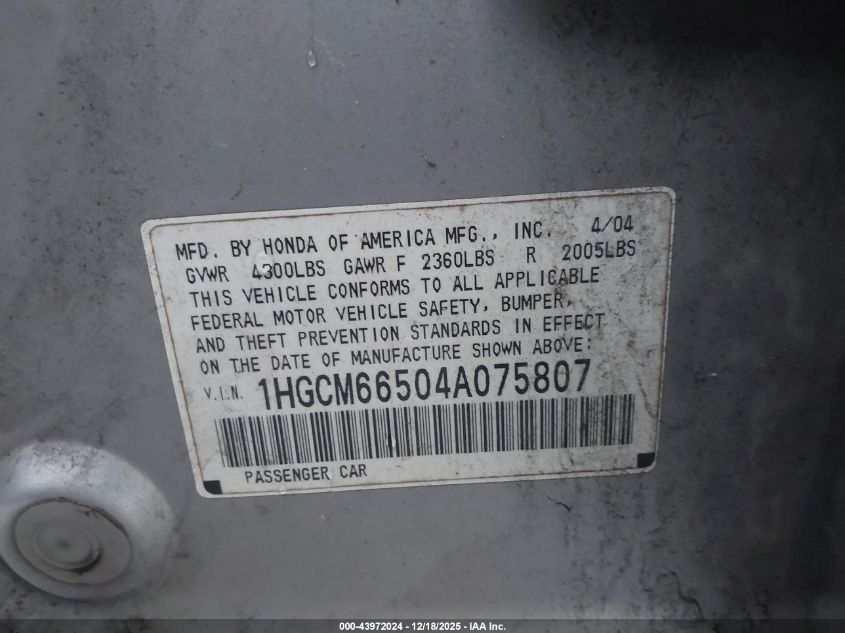 MFD. BY HONDA OF AMERICA MFG., INC. 4/04
GVWR 4300LBS GAWR F 2360LBS R 2005LBS
THIS VEHICLE CONFORMS TO ALL APPLICABLE
FEDERAL MOTOR VEHICLE SAFETY, BUMPER,
AND THEFT PREVENTION STANDARDS IN EFFECT
ON THE DATE OF MANUFACTURE SHOWN ABOVE:
V.I.N. 1HGCM66504A075807
PASSENGER CAR
000-43972024 - 12/18/2025 - IAA Inc.